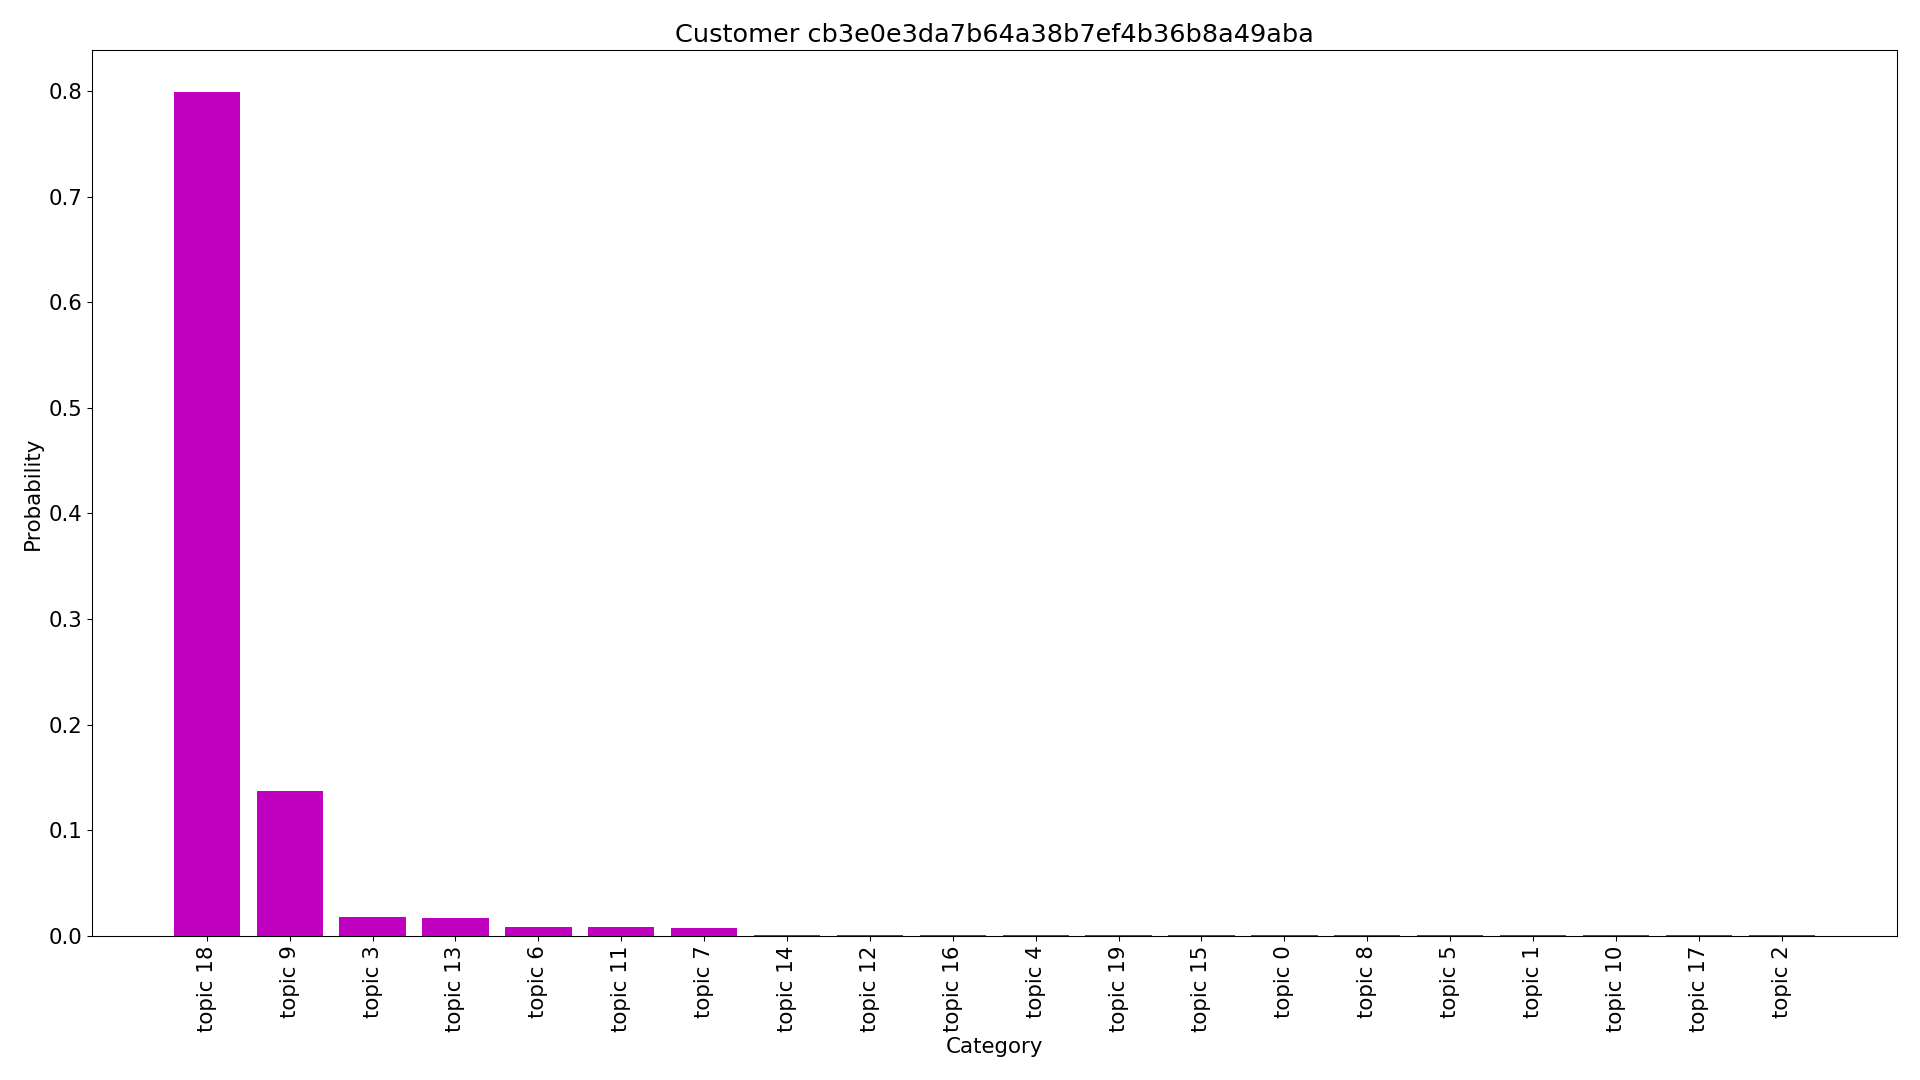 Customer cb3e0e3da7b64a38b7ef4b36b8a49aba
Probability
0.8
0.7
0.6
0.5
0.4
0.3
0.2
0.1
0.0
topic 18
topic 9
topic 3
topic 13
topic 6
topic 11
topic 7
topic 14
topic 12
topic 16
topic 4
topic 19
topic 15
topic 0
topic 8
topic 5
topic 1
topic 10
topic 17
topic 2
Category